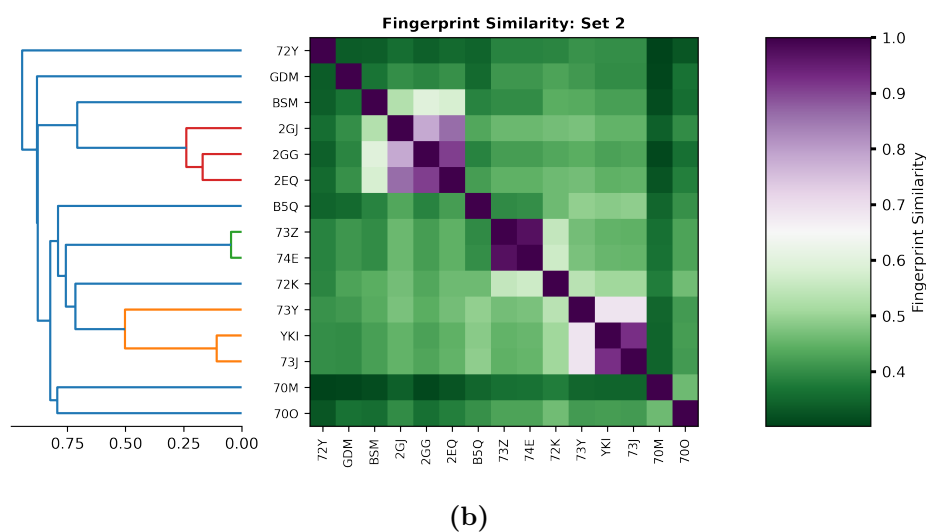 Fingerprint Similarity: Set 2
72Y
GDM
BSM
2GJ
2GG
2EQ
B5Q
73Z
74E
72K
73Y
YKI
73J
70M
70O
0.75 0.50 0.25 0.00
72Y GDM BSM 2GJ 2GG 2EQ B5Q 73Z 74E 72K 73Y YKI 73J 70M 70O
1.0
0.9
0.8
0.7
0.6
0.5
0.4
Fingerprint Similarity
(b)